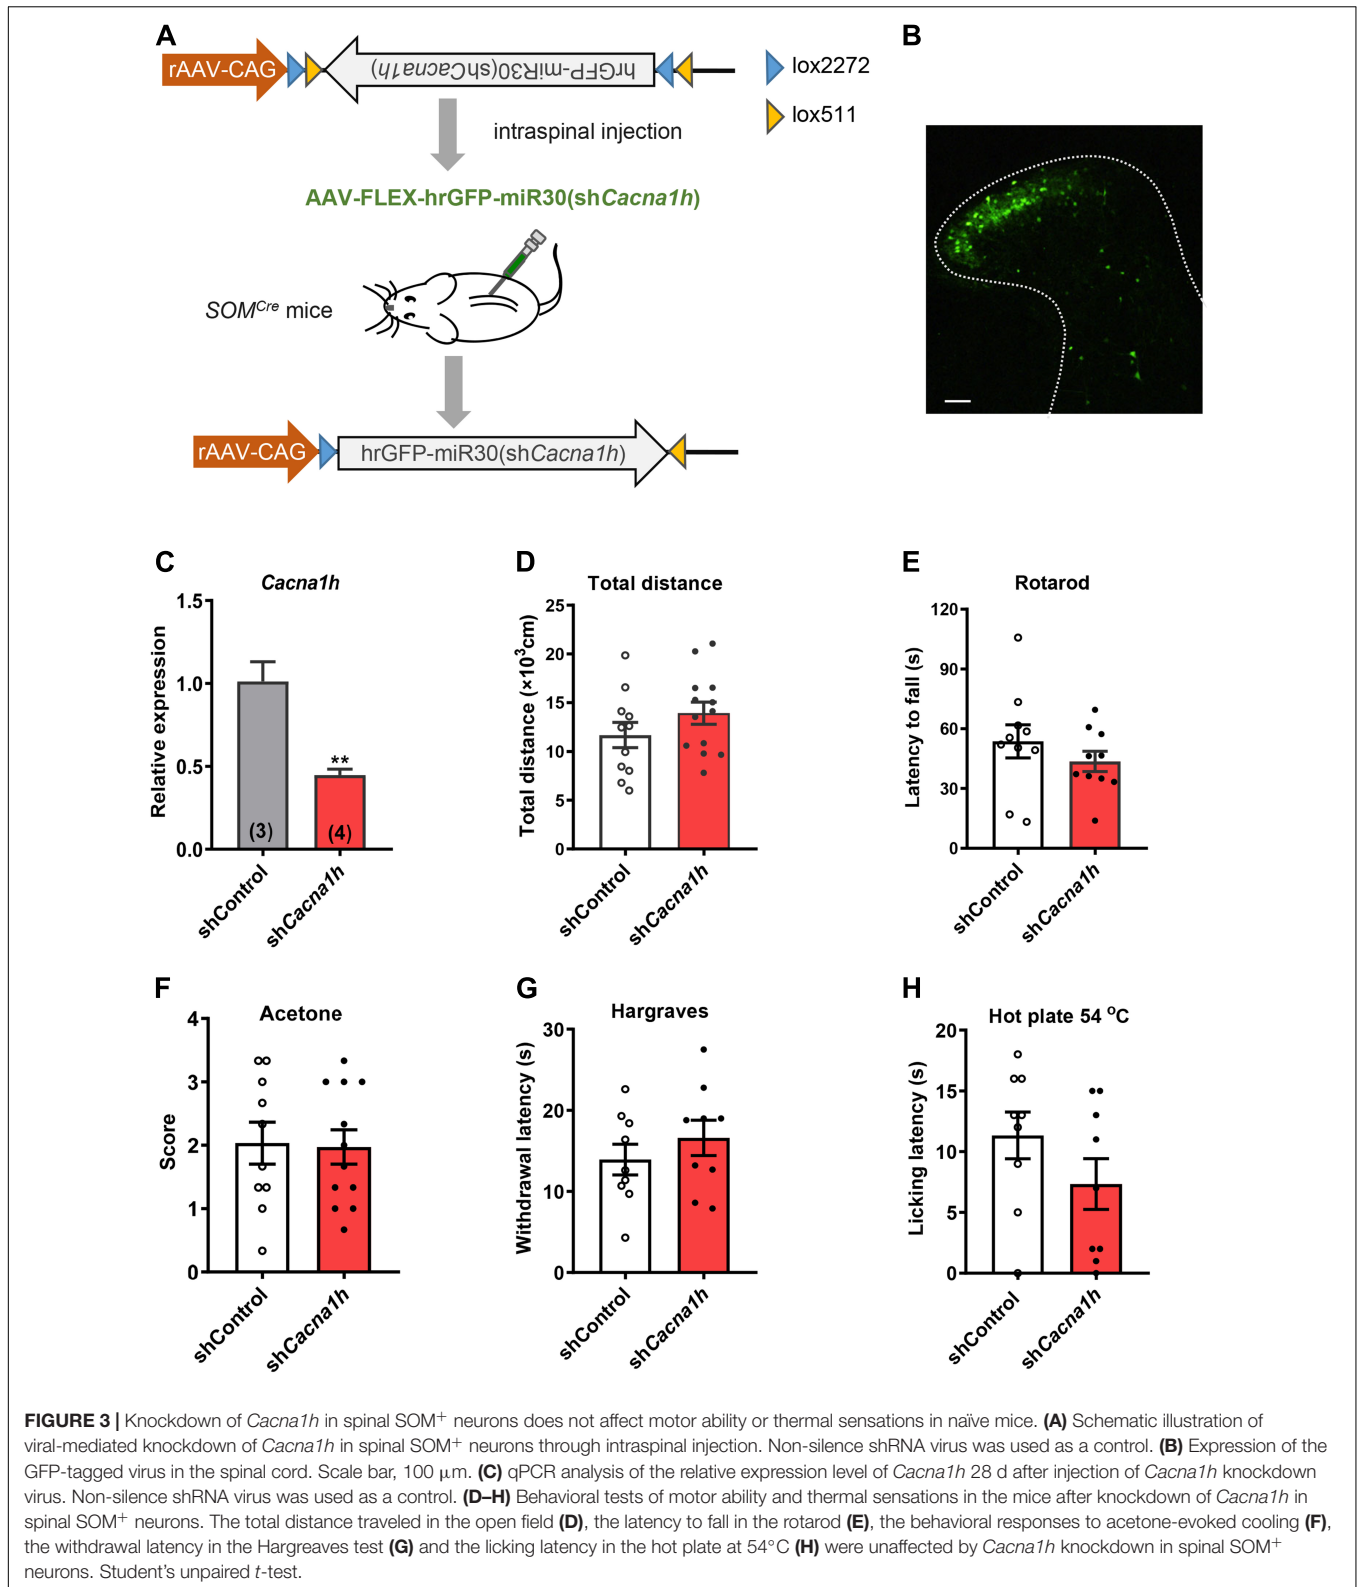 A
rAAV-CAG
hrGFP-miR30(shCacna1h)
lox2272
lox511
intraspinal injection
AAV-FLEX-hrGFP-miR30(shCacna1h)
SOM^Cre mice
rAAV-CAG
hrGFP-miR30(shCacna1h)
B
C
Cacna1h
Relative expression
1.5
1.0
0.5
0.0
**
(3)
(4)
shControl
shCacna1h
D
Total distance
Total distance (×10³cm)
25
20
15
10
5
0
shControl
shCacna1h
E
Rotarod
Latency to fall (s)
120
90
60
30
0
shControl
shCacna1h
F
Acetone
Score
4
3
2
1
0
shControl
shCacna1h
G
Hargraves
Withdrawal latency (s)
30
20
10
0
shControl
shCacna1h
H
Hot plate 54 °C
Licking latency (s)
20
15
10
5
0
shControl
shCacna1h
FIGURE 3 | Knockdown of Cacna1h in spinal SOM⁺ neurons does not affect motor ability or thermal sensations in naïve mice. (A) Schematic illustration of
viral-mediated knockdown of Cacna1h in spinal SOM⁺ neurons through intraspinal injection. Non-silence shRNA virus was used as a control. (B) Expression of the
GFP-tagged virus in the spinal cord. Scale bar, 100 μm. (C) qPCR analysis of the relative expression level of Cacna1h 28 d after injection of Cacna1h knockdown
virus. Non-silence shRNA virus was used as a control. (D–H) Behavioral tests of motor ability and thermal sensations in the mice after knockdown of Cacna1h in
spinal SOM⁺ neurons. The total distance traveled in the open field (D), the latency to fall in the rotarod (E), the behavioral responses to acetone-evoked cooling (F),
the withdrawal latency in the Hargreaves test (G) and the licking latency in the hot plate at 54°C (H) were unaffected by Cacna1h knockdown in spinal SOM⁺
neurons. Student's unpaired t-test.